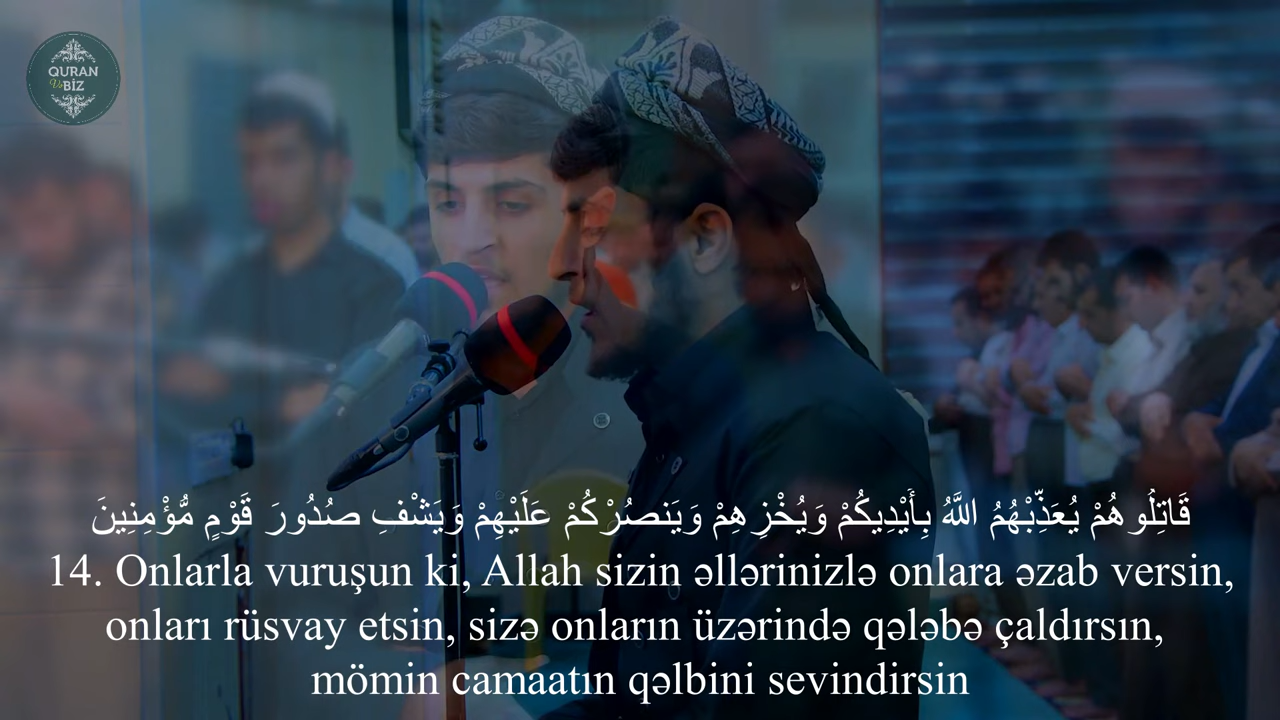 QURAN
Və BİZ
قَاتِلُوهُمْ يُعَذِّبْهُمُ اللَّهُ بِأَيْدِيكُمْ وَيُخْزِهِمْ وَيَنصُرْكُمْ عَلَيْهِمْ وَيَشْفِ صُدُورَ قَوْمٍ مُّؤْمِنِينَ
14. Onlarla vuruşun ki, Allah sizin əllərinizlə onlara əzab versin,
onları rüsvay etsin, sizə onların üzərində qələbə çaldırsın,
mömin camaatın qəlbini sevindirsin